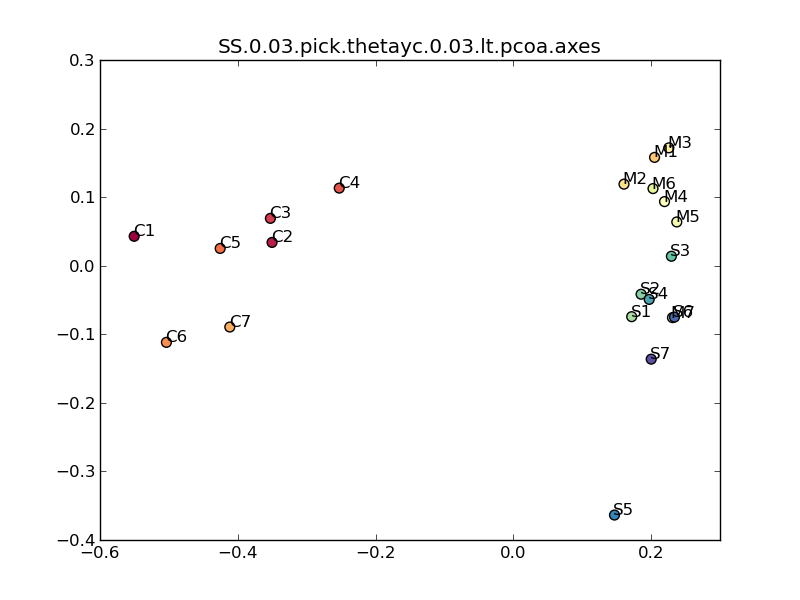 SS.0.03.pick.thetayc.0.03.lt.pcoa.axes
0.3
0.2
0.1
0.0
−0.1
−0.2
−0.3
−0.4
M3
M1
M2
M6
M4
M5
S3
S2
S4
S1
M7
S6
S7
S5
C4
C3
C2
C1
C5
C7
C6
−0.6
−0.4
−0.2
0.0
0.2